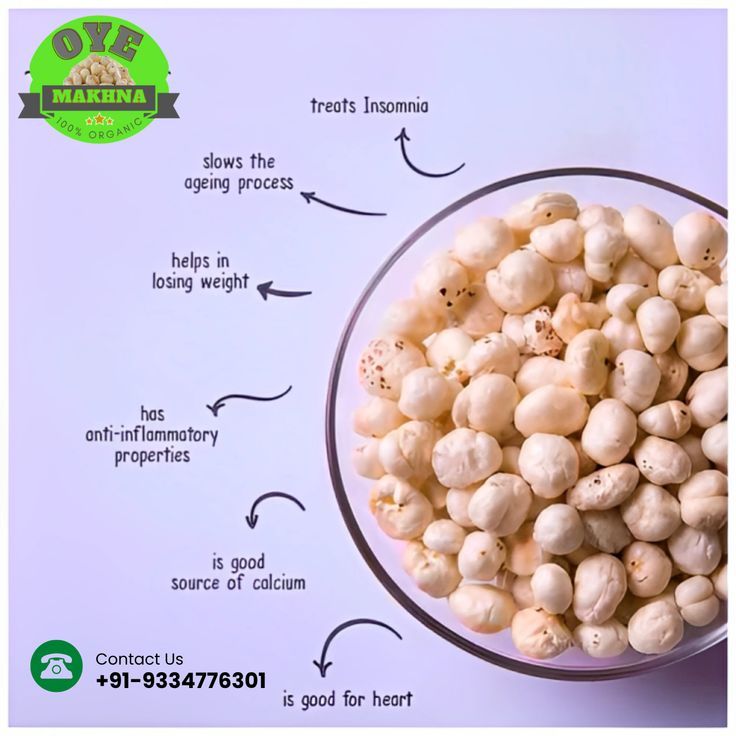 OYE
MAKHNA
100% ORGANIC
treats Insomnia
slows the
ageing process
helps in
losing weight
has
anti-inflammatory
properties
is good
source of calcium
is good for heart
Contact Us
+91-9334776301